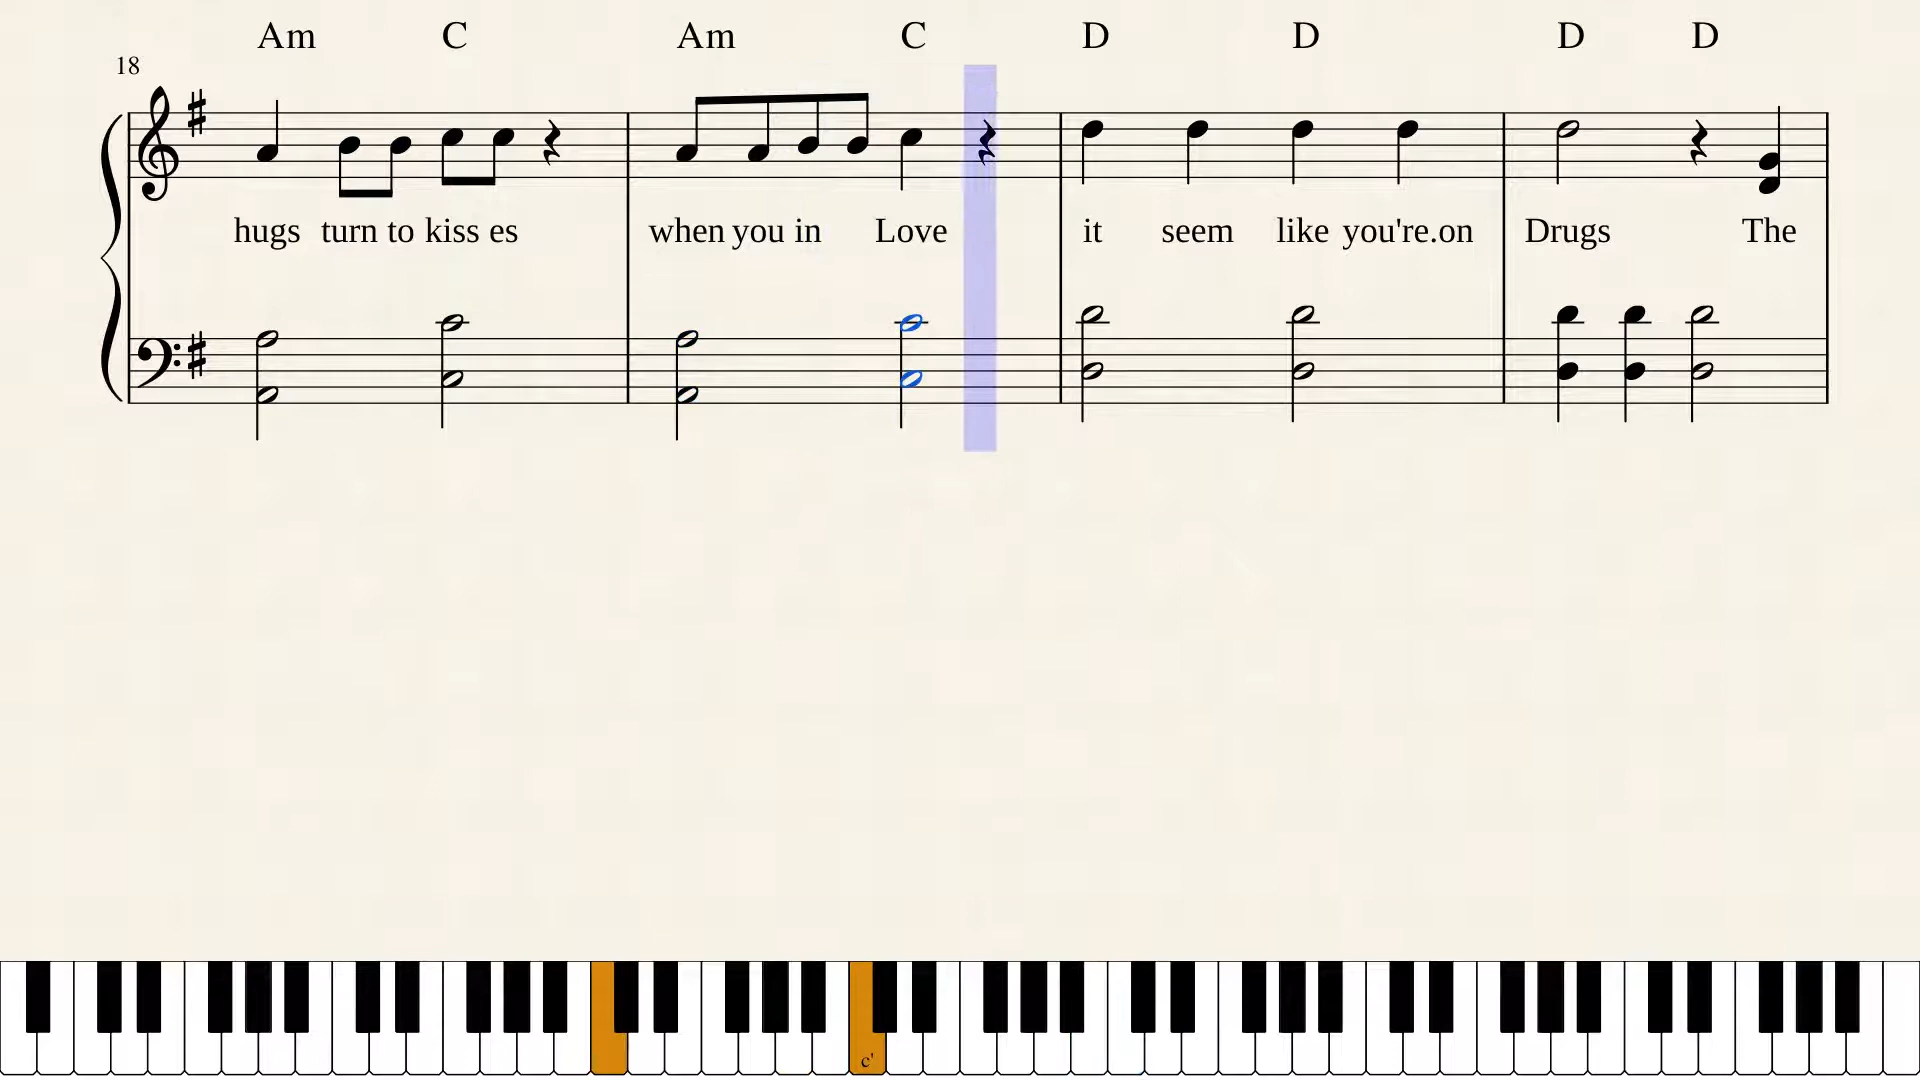 Am C Am C D D D D
18
hugs turn to kiss es when you in Love it seem like you're.on Drugs The
c'